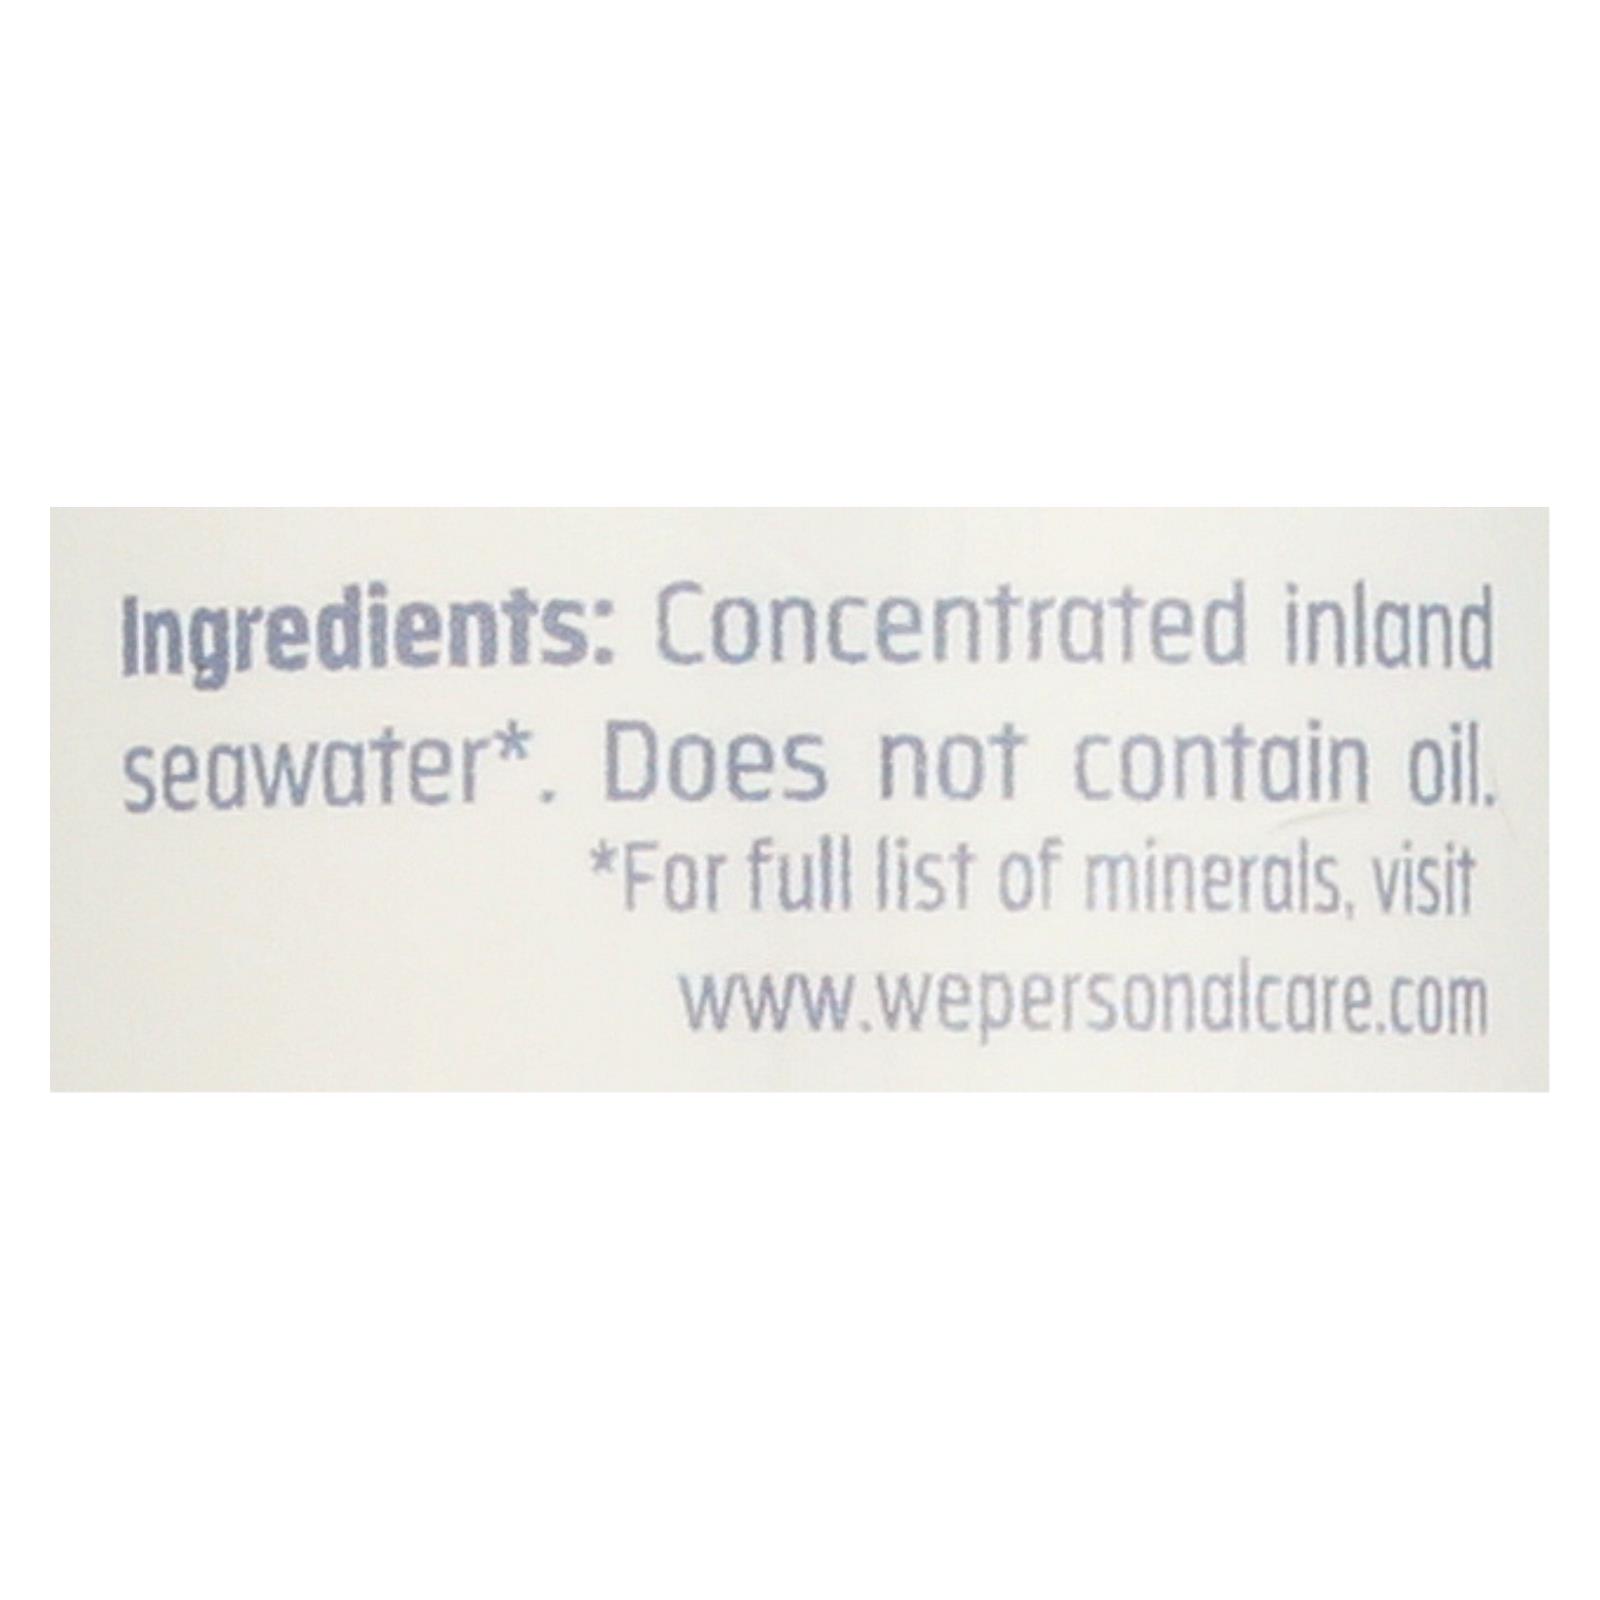 Ingredients: Concentrated inland
seawater*. Does not contain oil.
*For full list of minerals, visit
www.wepersonalcare.com